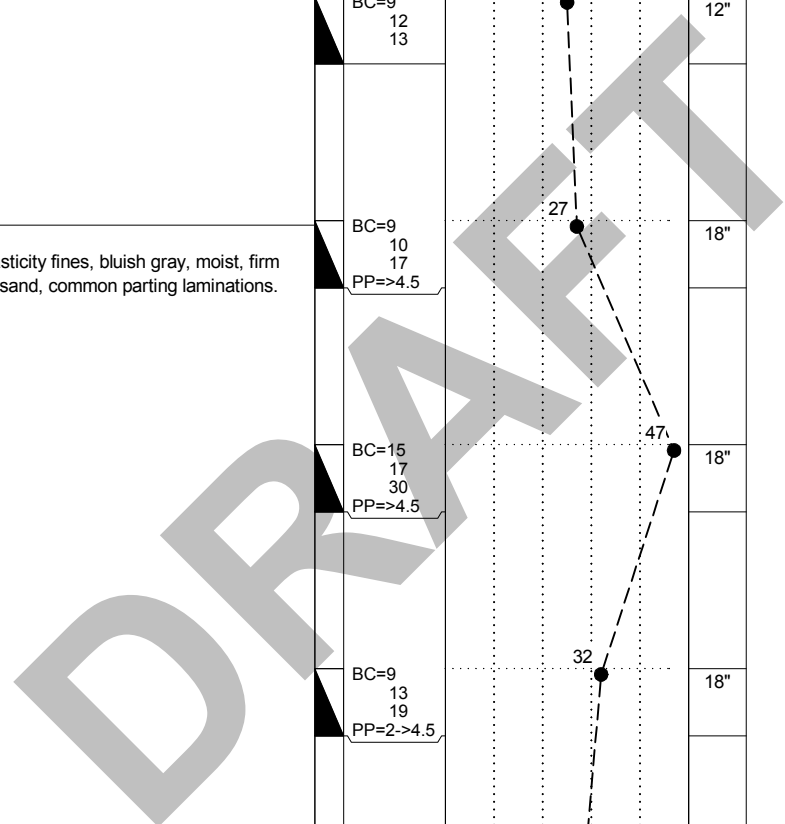 BC=9
12
13
12"
27
BC=9
10
17
PP=>4.5
18"
fines, bluish gray, moist, firm
sand, common parting laminations.
47
BC=15
17
30
PP=>4.5
18"
32
BC=9
13
19
PP=2->4.5
18"
DRAFT